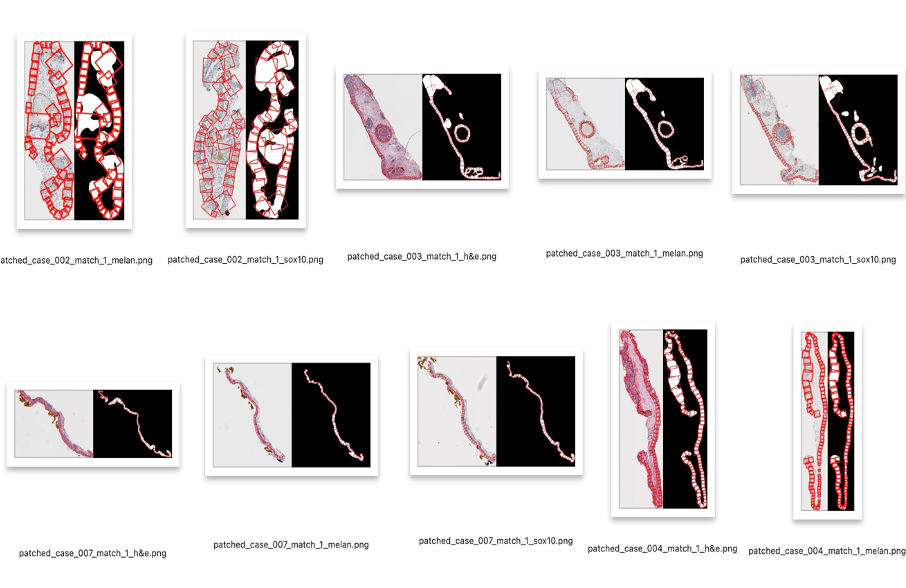 atched_case_002_match_1_melan.png
patched_case_002_match_1_sox10.png
patched_case_003_match_1_h&e.png
patched_case_003_match_1_melan.png
patched_case_003_match_1_sox10.png
patched_case_007_match_1_h&e.png
patched_case_007_match_1_melan.png
patched_case_007_match_1_sox10.png
patched_case_004_match_1_h&e.png
patched_case_004_match_1_melan.png